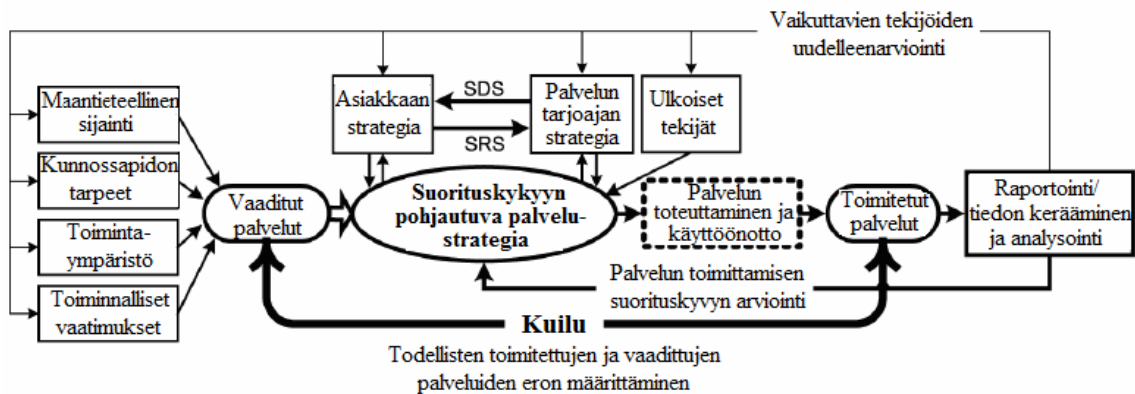 Vaikuttavien tekijöiden
uudelleenarviointi
Maantieteellinen
sijainti
Kunnossapidon
tarpeet
Toiminta-
ympäristö
Toiminnalliset
vaatimukset
Vaaditut
palvelut
Asiakkaan
strategia
SDS
SRS
Palvelun
tarjoajan
strategia
Ulkoiset
tekijät
Suorituskykyyn
pohjautuva palvelu-
strategia
Palvelun
toteuttaminen ja
käyttöönotto
Toimitetut
palvelut
Raportointi/
tiedon kerääminen
ja analysointi
Palvelun toimittamisen
suorituskyvyn arviointi
Kuilu
Todellisten toimitettujen ja vaadittujen
palveluiden eron määrittäminen